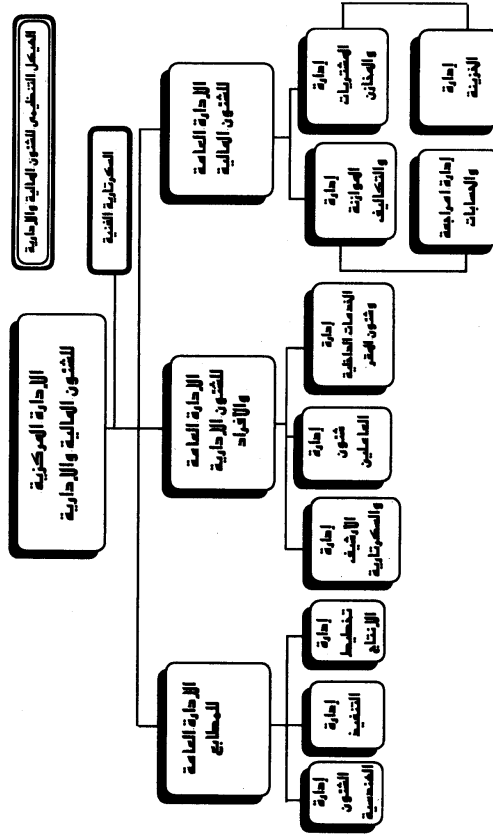 الهيكل التنظيمى للشئون المالية والإدارية
الإدارة المركزية
للشئون المالية والإدارية
السكرتارية الفنية
الإدارة العامة
للشئون المالية
الإدارة العامة
للشئون الإدارية
والأفراد
الإدارة العامة
للمطابع
إدارة
المشتريات
والمخازن
إدارة
الموازنة
والتكاليف
إدارة
الخزينة
إدارة المراجعة
والحسابات
إدارة
الخدمات الداخلية
وشئون المقر
إدارة
شئون
العاملين
إدارة
الأرشيف
والسكرتارية
إدارة
تخطيط
الإنتاج
إدارة
التنفيذ
إدارة
الشئون
الهندسية